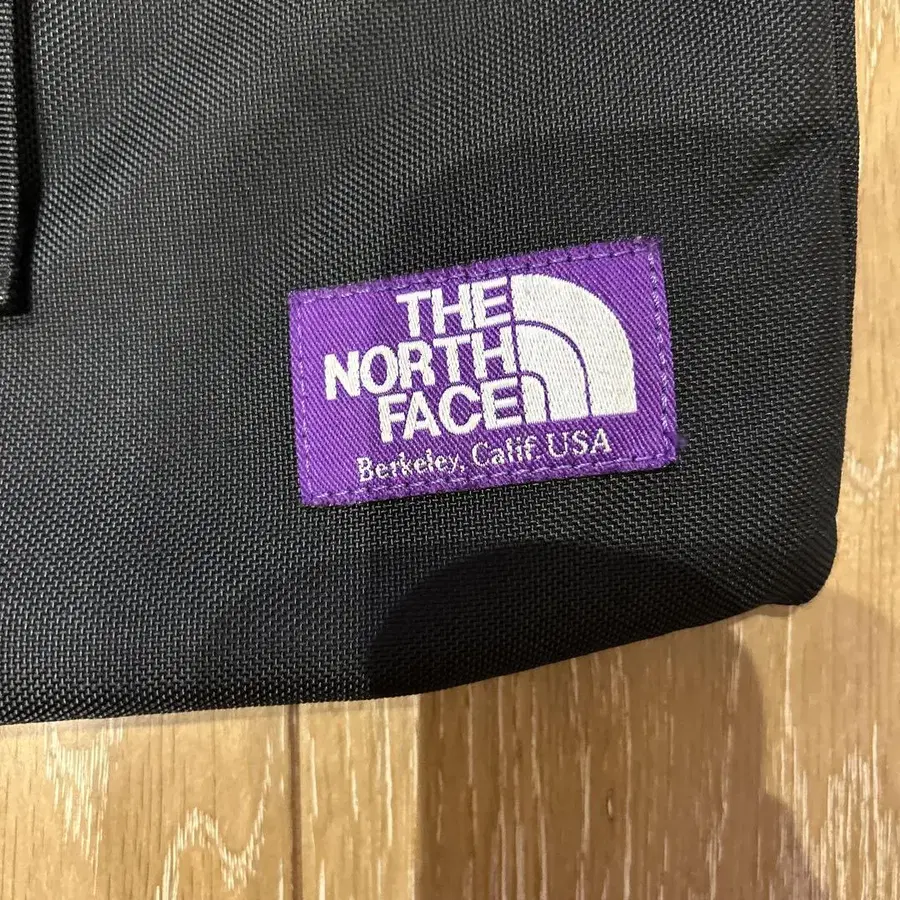 THE
NORTH
FACE
Berkeley, Calif. USA